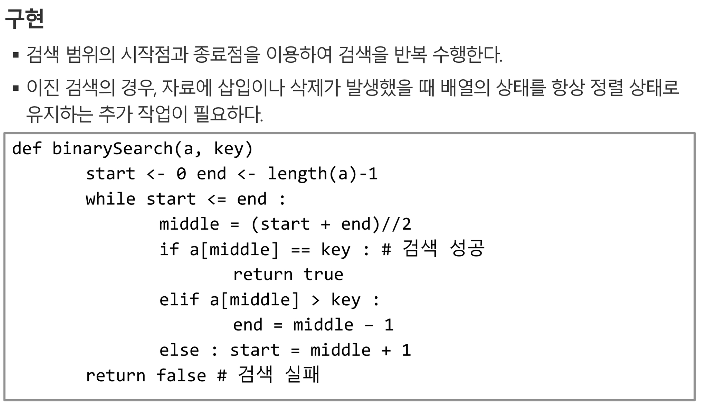 구현
▪ 검색 범위의 시작점과 종료점을 이용하여 검색을 반복 수행한다.
▪ 이진 검색의 경우, 자료에 삽입이나 삭제가 발생했을 때 배열의 상태를 항상 정렬 상태로
유지하는 추가 작업이 필요하다.
def binarySearch(a, key)
start <- 0 end <- length(a)-1
while start <= end :
middle = (start + end)//2
if a[middle] == key : # 검색 성공
return true
elif a[middle] > key :
end = middle – 1
else : start = middle + 1
return false # 검색 실패